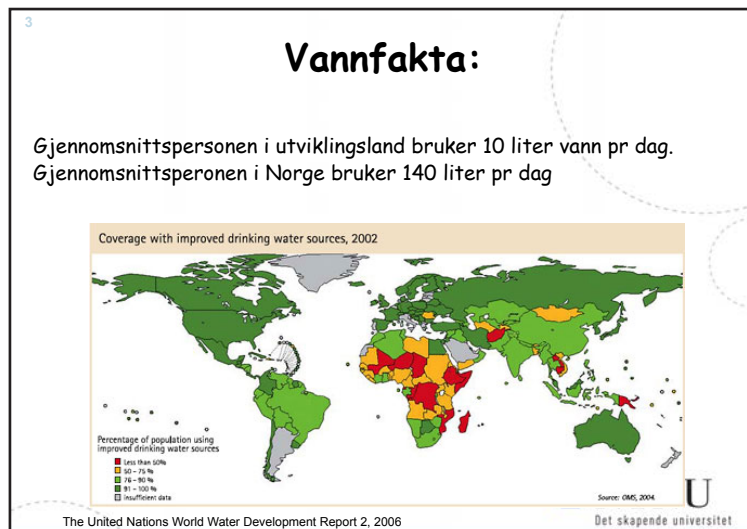 3
Vannfakta:
Gjennomsnittspersonen i utviklingsland bruker 10 liter vann pr dag.
Gjennomsnittsperonen i Norge bruker 140 liter pr dag
Coverage with improved drinking water sources, 2002
Percentage of population using
improved drinking water sources
Less than 50%
50 – 75 %
76 – 90 %
91 – 100 %
Insufficient data
Source: OMS, 2004.
U
The United Nations World Water Development Report 2, 2006
Det skapende universitet